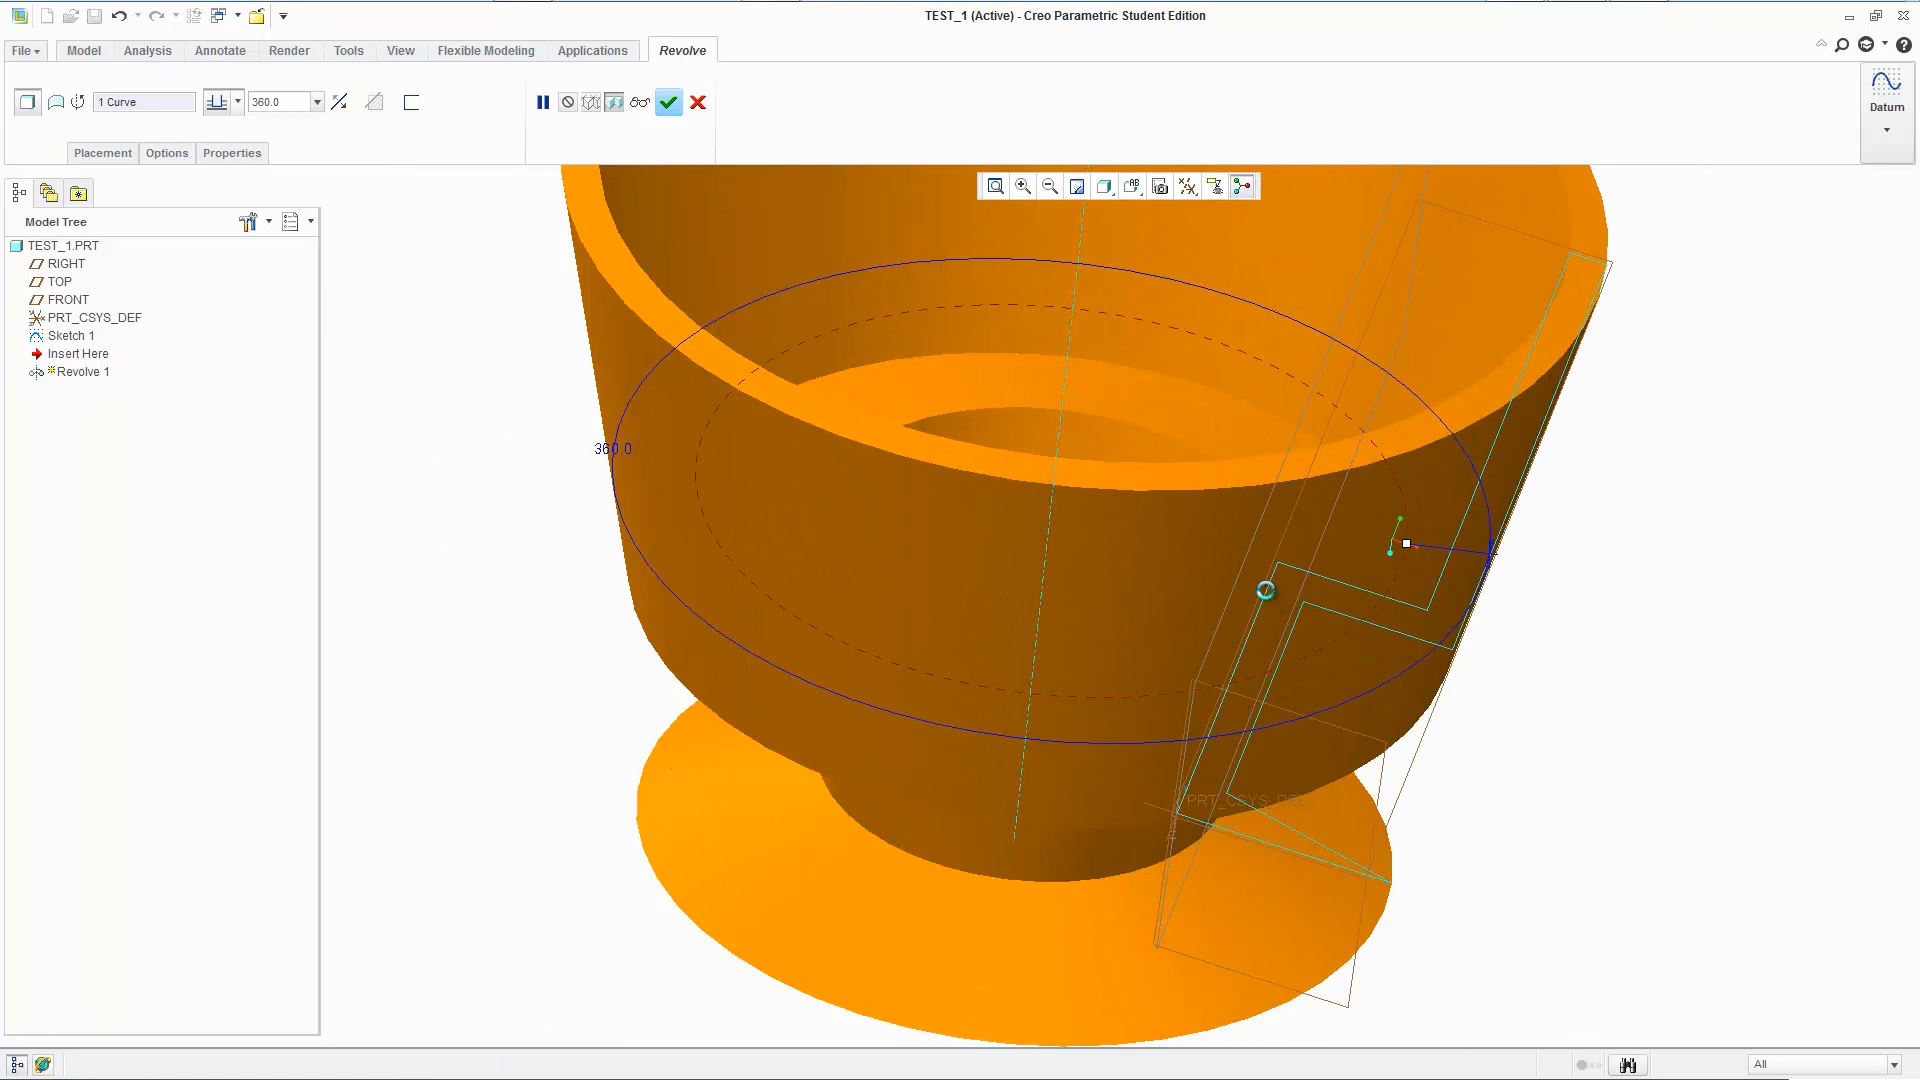 TEST_1 (Active) - Creo Parametric Student Edition
File Model Analysis Annotate Render Tools View Flexible Modeling Applications Revolve
1 Curve 360.0
Datum
Placement Options Properties
Model Tree
TEST_1.PRT
RIGHT
TOP
FRONT
PRT_CSYS_DEF
Sketch 1
Insert Here
Revolve 1
360.0
PRT_CSYS_DEF
All